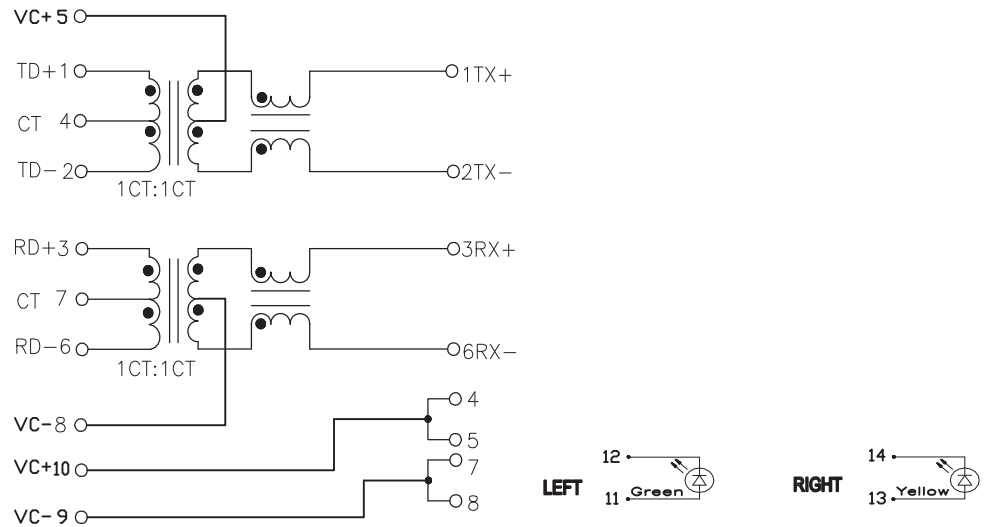 VC+5
TD+1
1TX+
CT 4
TD-2
2TX-
1CT:1CT
RD+3
3RX+
CT 7
RD-6
6RX-
1CT:1CT
VC-8
4
VC+10
5
7
VC-9
8
LEFT
12
11 Green
RIGHT
14
13 Yellow